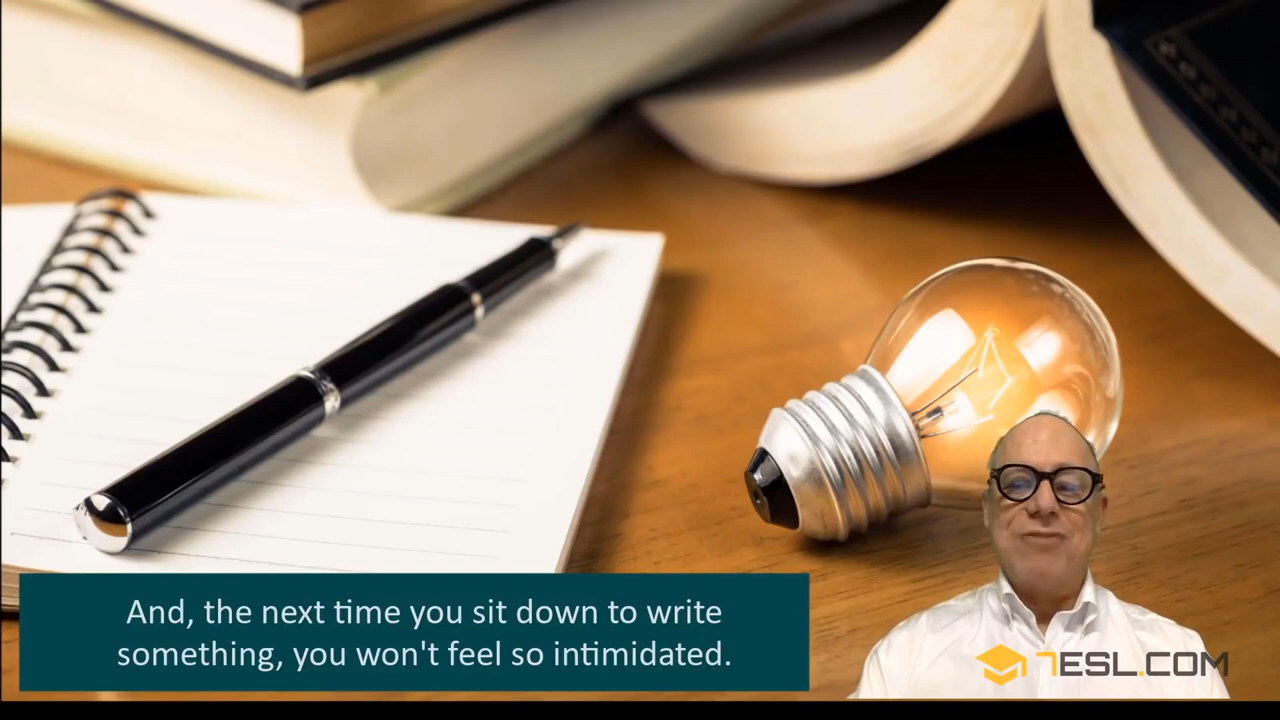 And, the next time you sit down to write
something, you won't feel so intimidated.
7ESL.COM